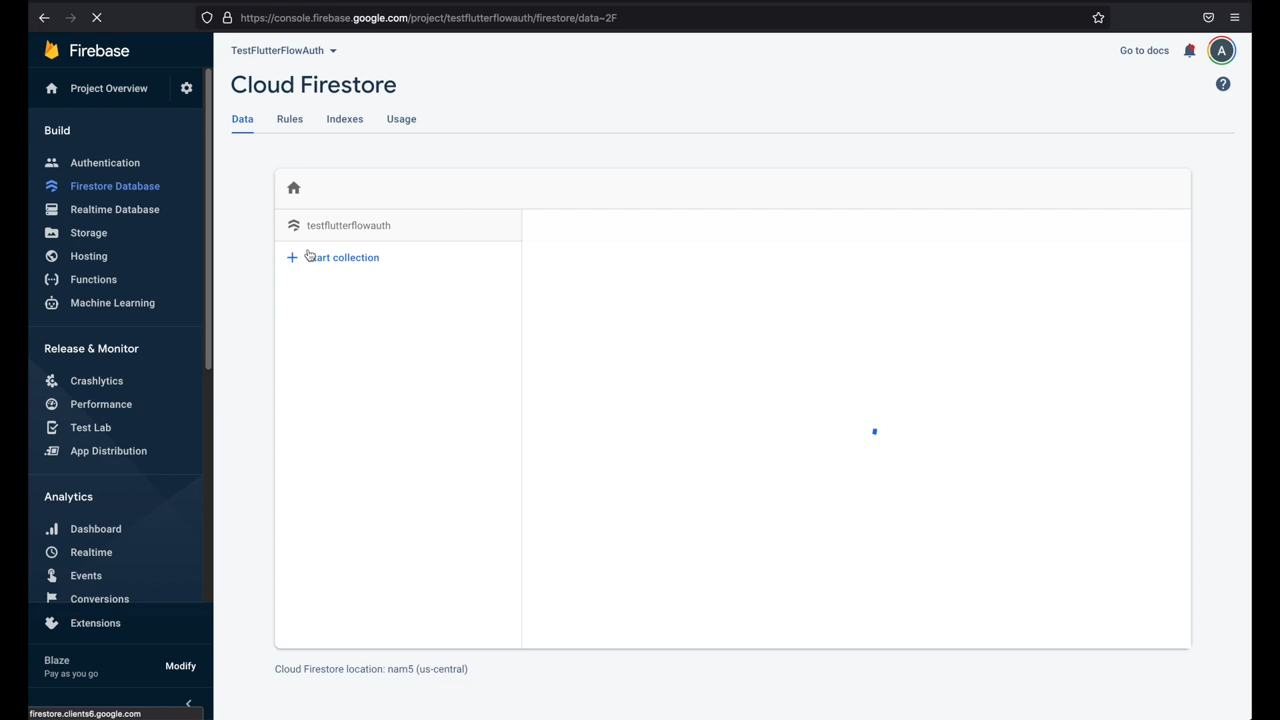 https://console.firebase.google.com/project/testflutterflowauth/firestore/data~2F
Firebase
Project Overview
Build
Authentication
Firestore Database
Realtime Database
Storage
Hosting
Functions
Machine Learning
Release & Monitor
Crashlytics
Performance
Test Lab
App Distribution
Analytics
Dashboard
Realtime
Events
Conversions
Extensions
Blaze
Pay as you go
Modify
firestore.clients6.google.com
TestFlutterFlowAuth
Go to docs
A
Cloud Firestore
Data
Rules
Indexes
Usage
testflutterflowauth
+ Start collection
Cloud Firestore location: nam5 (us-central)